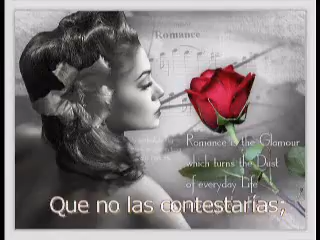 Romance
Romance is the Glamour
which turns the Dust
of everyday Life
Que no las contestarías;